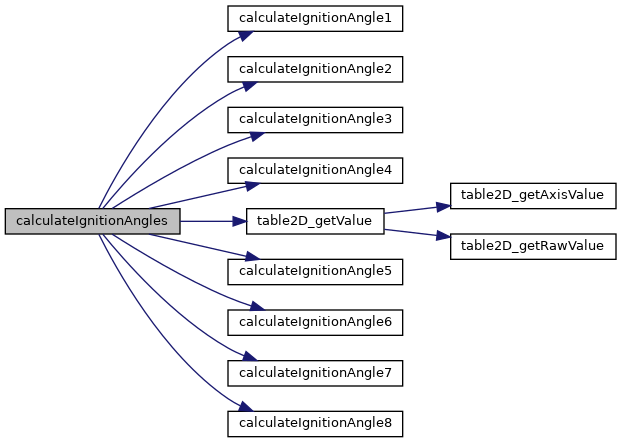 calculateIgnitionAngle1
calculateIgnitionAngle2
calculateIgnitionAngle3
calculateIgnitionAngle4
table2D_getAxisValue
calculateIgnitionAngles
table2D_getValue
table2D_getRawValue
calculateIgnitionAngle5
calculateIgnitionAngle6
calculateIgnitionAngle7
calculateIgnitionAngle8